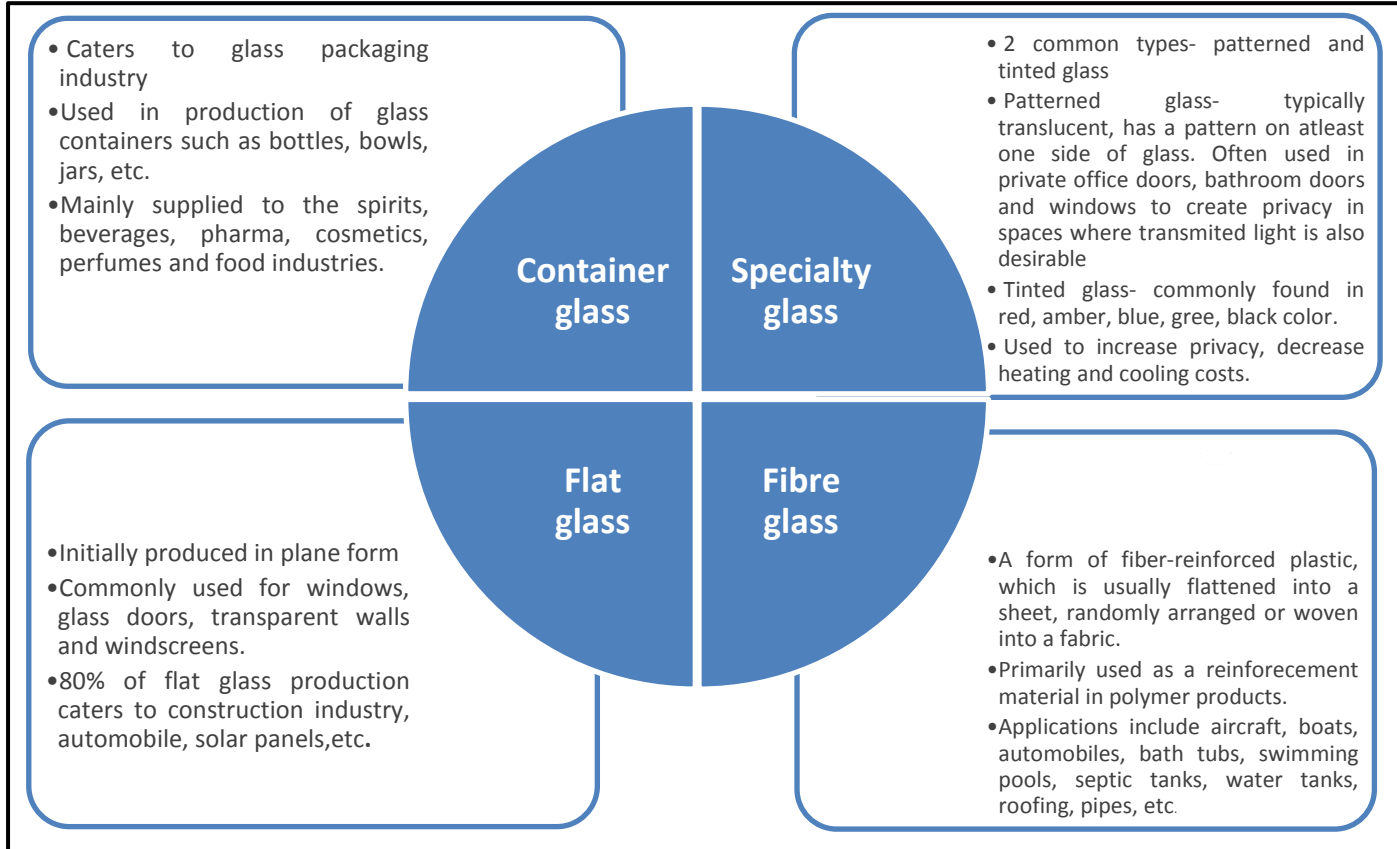 • Caters to glass packaging
industry
•Used in production of glass
containers such as bottles, bowls,
jars, etc.
•Mainly supplied to the spirits,
beverages, pharma, cosmetics,
perfumes and food industries.
• 2 common types- patterned and
tinted glass
• Patterned glass- typically
translucent, has a pattern on atleast
one side of glass. Often used in
private office doors, bathroom doors
and windows to create privacy in
spaces where transmited light is also
desirable
• Tinted glass- commonly found in
red, amber, blue, gree, black color.
• Used to increase privacy, decrease
heating and cooling costs.
Container
glass
Specialty
glass
Flat
glass
Fibre
glass
•Initially produced in plane form
•Commonly used for windows,
glass doors, transparent walls
and windscreens.
•80% of flat glass production
caters to construction industry,
automobile, solar panels,etc.
•A form of fiber-reinforced plastic,
which is usually flattened into a
sheet, randomly arranged or woven
into a fabric.
•Primarily used as a reinforecement
material in polymer products.
•Applications include aircraft, boats,
automobiles, bath tubs, swimming
pools, septic tanks, water tanks,
roofing, pipes, etc.